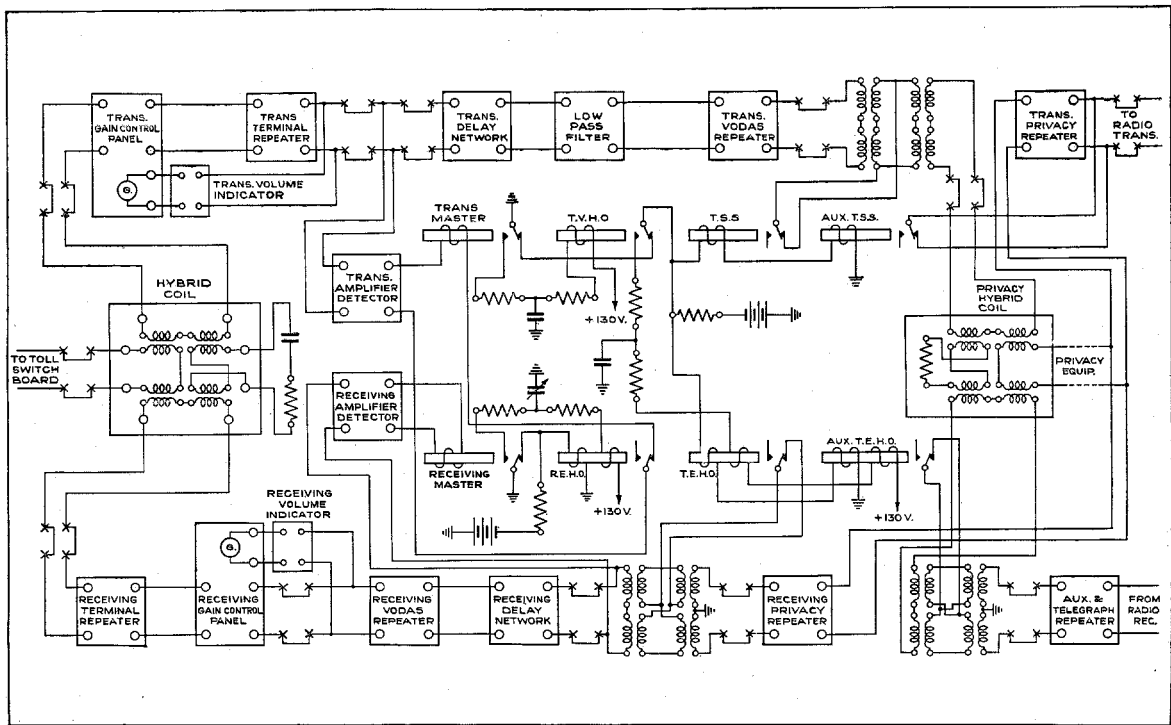 TRANS.
GAIN CONTROL
PANEL
TRANS
TERMINAL
REPEATER
TRANS.
DELAY
NETWORK
LOW
PASS
FILTER
TRANS.
VODAS
REPEATER
TRANS.
PRIVACY
REPEATER
TO
RADIO
TRANS.
G.
TRANS. VOLUME
INDICATOR
TRANS
MASTER
T.V.H.O
T.S.S
AUX. T.S.S.
TRANS.
AMPLIFIER
DETECTOR
+130V.
HYBRID
COIL
PRIVACY
HYBRID
COIL
TO TOLL
SWITCH
BOARD
PRIVACY
EQUIP.
RECEIVING
AMPLIFIER
DETECTOR
RECEIVING
MASTER
R.E.H.O.
+130V.
T.E.H.O.
AUX. T.E.H.O.
+130V.
RECEIVING
VOLUME
INDICATOR
G.
RECEIVING
TERMINAL
REPEATER
RECEIVING
GAIN CONTROL
PANEL
RECEIVING
VODAS
REPEATER
RECEIVING
DELAY
NETWORK
RECEIVING
PRIVACY
REPEATER
AUX. &
TELEGRAPH
REPEATER
FROM
RADIO
REC.